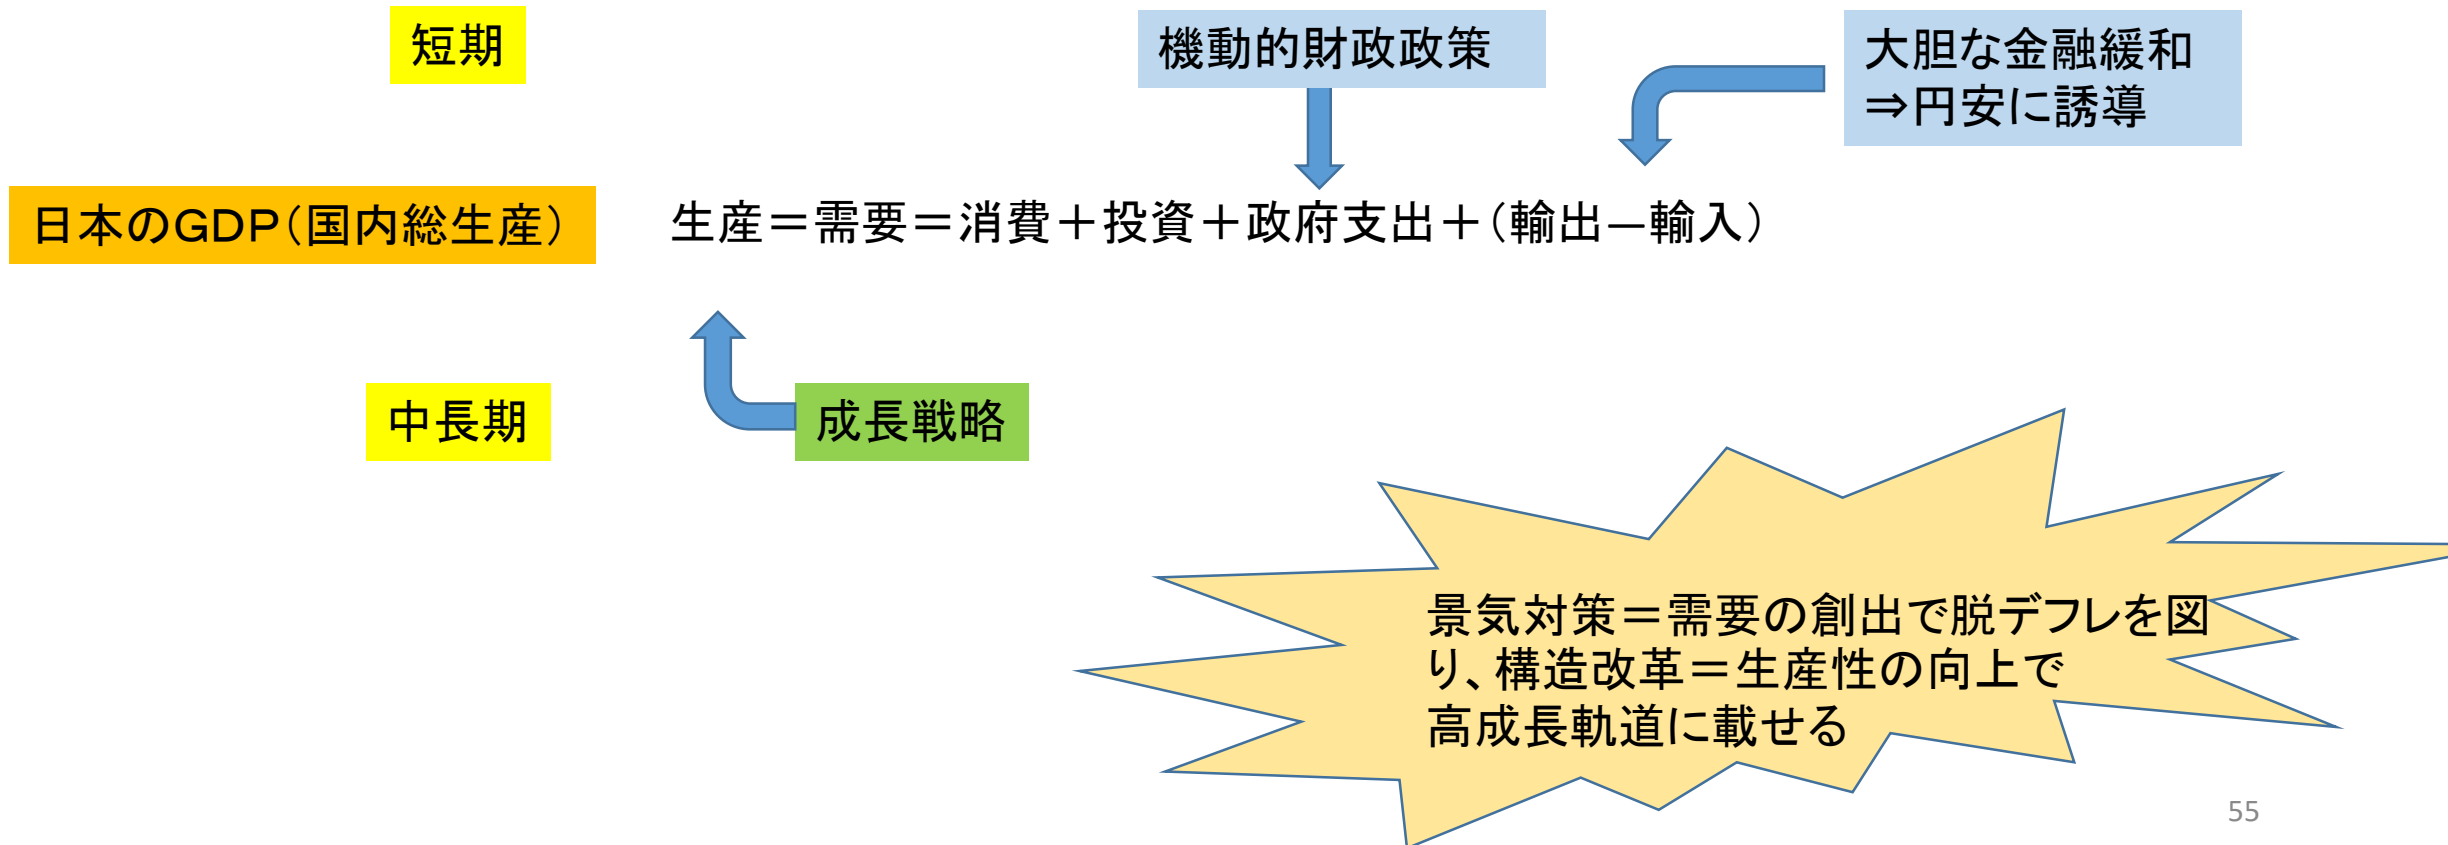 短期
機動的財政政策
大胆な金融緩和
⇒円安に誘導
日本のGDP（国内総生産）
生産＝需要＝消費＋投資＋政府支出＋（輸出―輸入）
中長期
成長戦略
景気対策＝需要の創出で脱デフレを図
り、構造改革＝生産性の向上で
高成長軌道に載せる
55